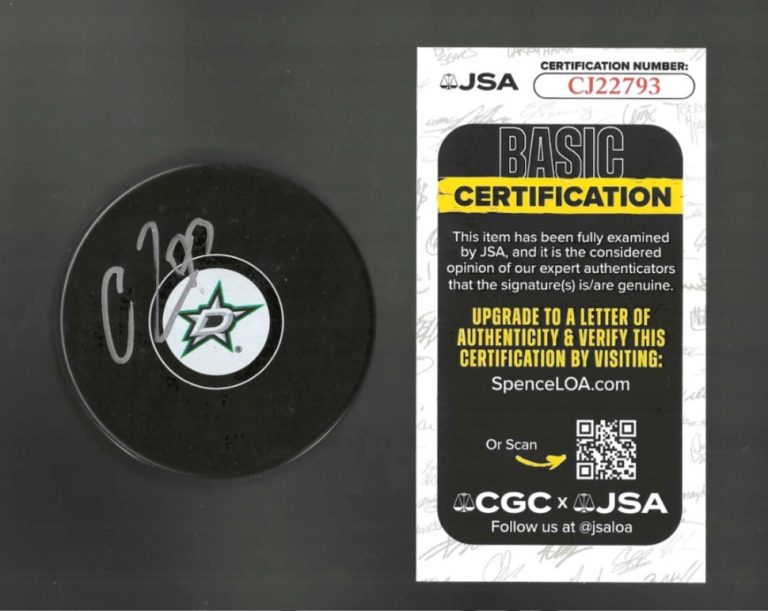 JSA
CERTIFICATION NUMBER:
CJ22793
BASIC
CERTIFICATION
This item has been fully examined
by JSA, and it is the considered
opinion of our expert authenticators
that the signature(s) is/are genuine.
UPGRADE TO A LETTER OF
AUTHENTICITY & VERIFY THIS
CERTIFICATION BY VISITING:
SpenceLOA.com
Or Scan
CGC x JSA
Follow us at @jsaloa
D
®